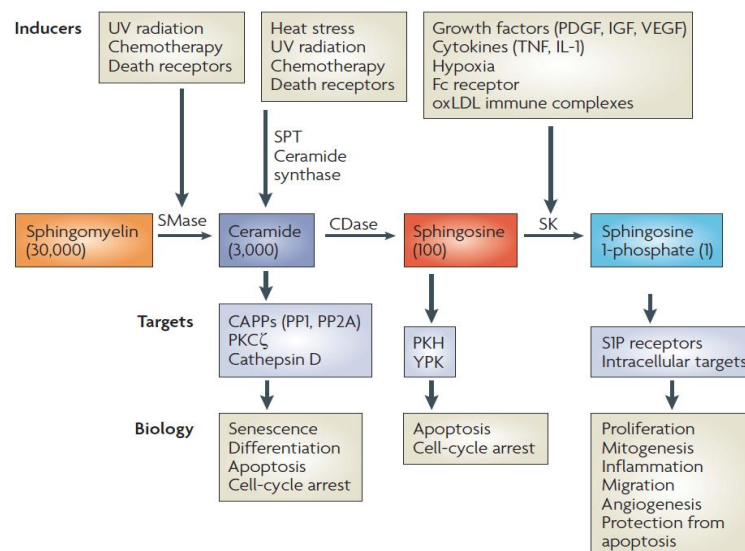 Inducers
UV radiation
Chemotherapy
Death receptors
Heat stress
UV radiation
Chemotherapy
Death receptors
Growth factors (PDGF, IGF, VEGF)
Cytokines (TNF, IL-1)
Hypoxia
Fc receptor
oxLDL immune complexes
SPT
Ceramide
synthase
Sphingomyelin
(30,000)
SMase
Ceramide
(3,000)
CDase
Sphingosine
(100)
SK
Sphingosine
1-phosphate (1)
Targets
CAPPs (PP1, PP2A)
PKCζ
Cathepsin D
PKH
YPK
S1P receptors
Intracellular targets
Biology
Senescence
Differentiation
Apoptosis
Cell-cycle arrest
Apoptosis
Cell-cycle arrest
Proliferation
Mitogenesis
Inflammation
Migration
Angiogenesis
Protection from
apoptosis